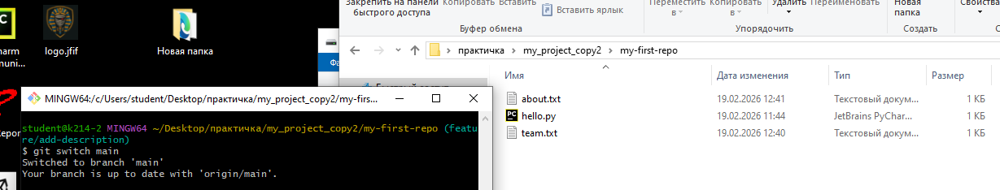 Закрепить на панели
быстрого доступа
Копировать
Вставить
Вставить ярлык
Переместить
в
Копировать
в
Удалить
Переименовать
Новая
папка
Свойства
Буфер обмена
Упорядочить
Создать
logo.jfif
Новая папка
практичка
my_project_copy2
my-first-repo
Имя
Дата изменения
Тип
Размер
about.txt
19.02.2026 12:41
Текстовый докум...
1 КБ
hello.py
19.02.2026 11:44
JetBrains PyChar...
1 КБ
team.txt
19.02.2026 12:40
Текстовый докум...
1 КБ
MINGW64:/c/Users/student/Desktop/практичка/my_project_copy2/my-firs...
student@k214-2 MINGW64 ~/Desktop/практичка/my_project_copy2/my-first-repo (featu
re/add-description)
$ git switch main
Switched to branch 'main'
Your branch is up to date with 'origin/main'.